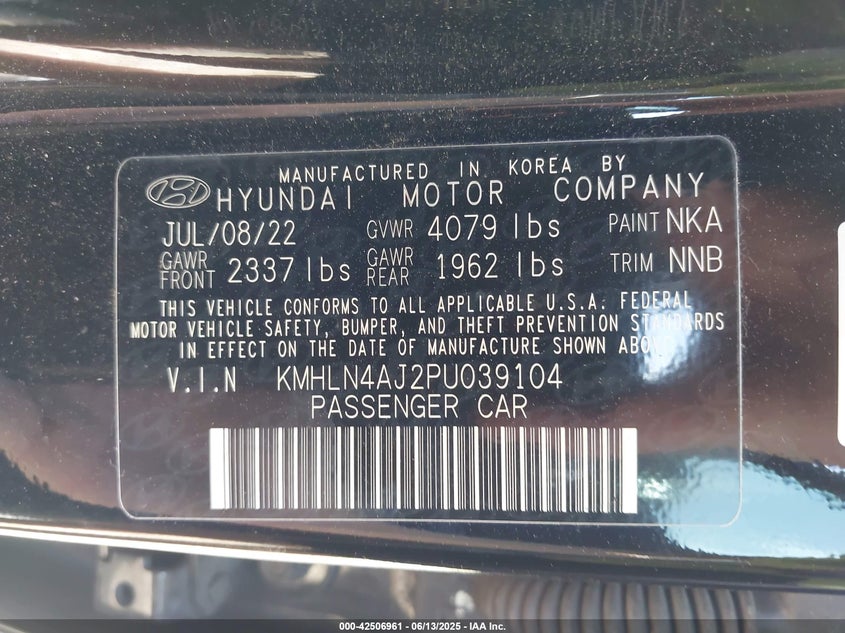 MANUFACTURED IN KOREA BY
HYUNDAI MOTOR COMPANY
JUL/08/22 GVWR 4079 lbs PAINT NKA
GAWR FRONT 2337 lbs GAWR REAR 1962 lbs TRIM NNB
THIS VEHICLE CONFORMS TO ALL APPLICABLE U.S.A. FEDERAL
MOTOR VEHICLE SAFETY, BUMPER, AND THEFT PREVENTION STANDARDS
IN EFFECT ON THE DATE OF MANUFACTURE SHOWN ABOVE
V.I.N KMHLN4AJ2PU039104
PASSENGER CAR
000-42506961 - 06/13/2025 - IAA Inc.